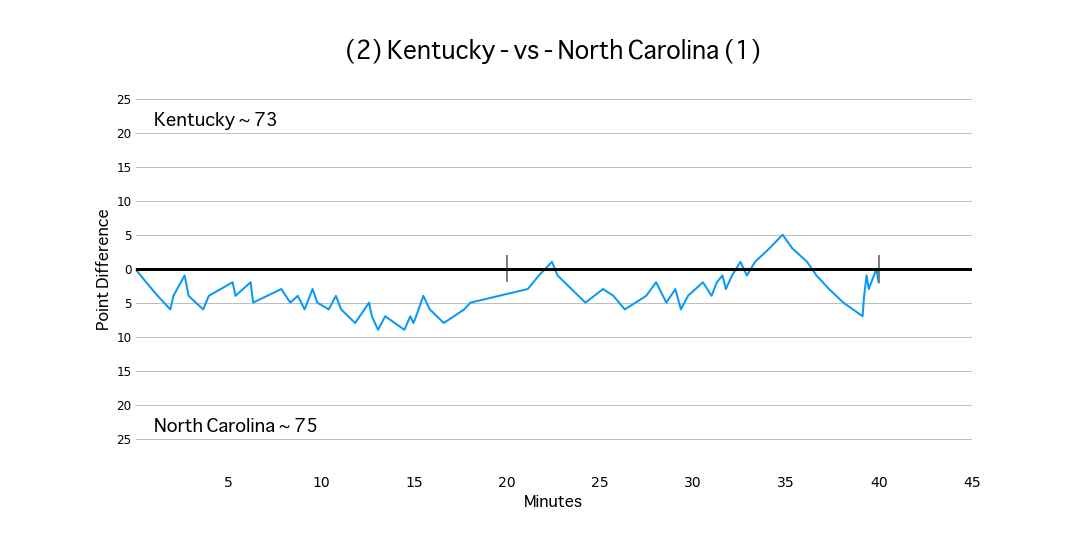 (2) Kentucky - vs - North Carolina (1)
25
Kentucky ~ 73
20
15
10
5
0
5
10
15
20
North Carolina ~ 75
25
Point Difference
5 10 15 20 25 30 35 40 45
Minutes